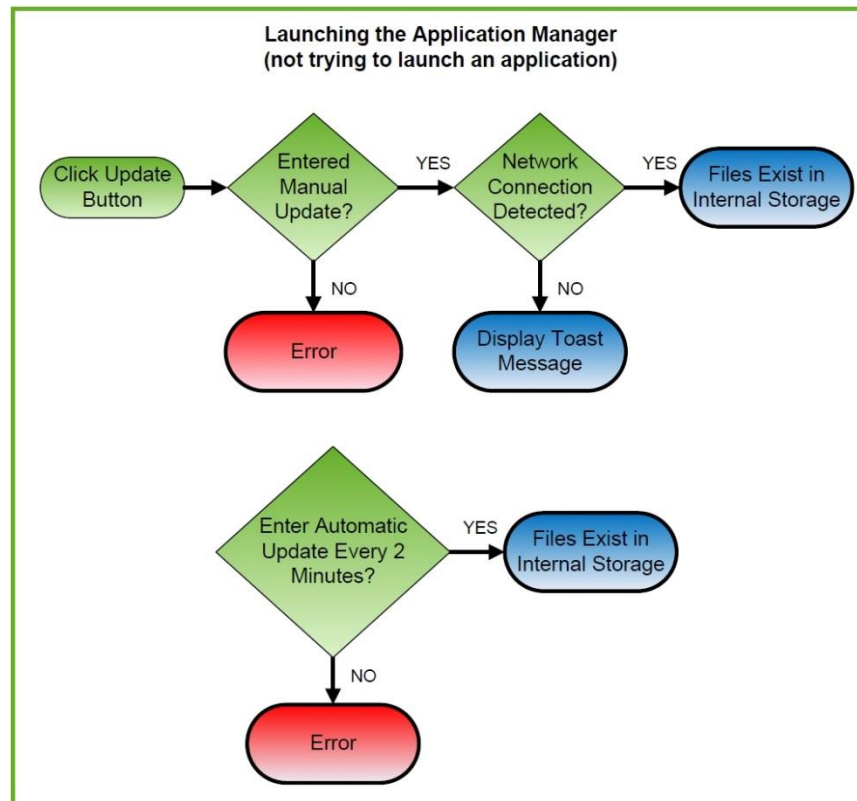 Launching the Application Manager
(not trying to launch an application)
Click Update
Button
Entered
Manual
Update?
YES
Network
Connection
Detected?
YES
Files Exist in
Internal Storage
NO
Error
NO
Display Toast
Message
Enter Automatic
Update Every 2
Minutes?
YES
Files Exist in
Internal Storage
NO
Error